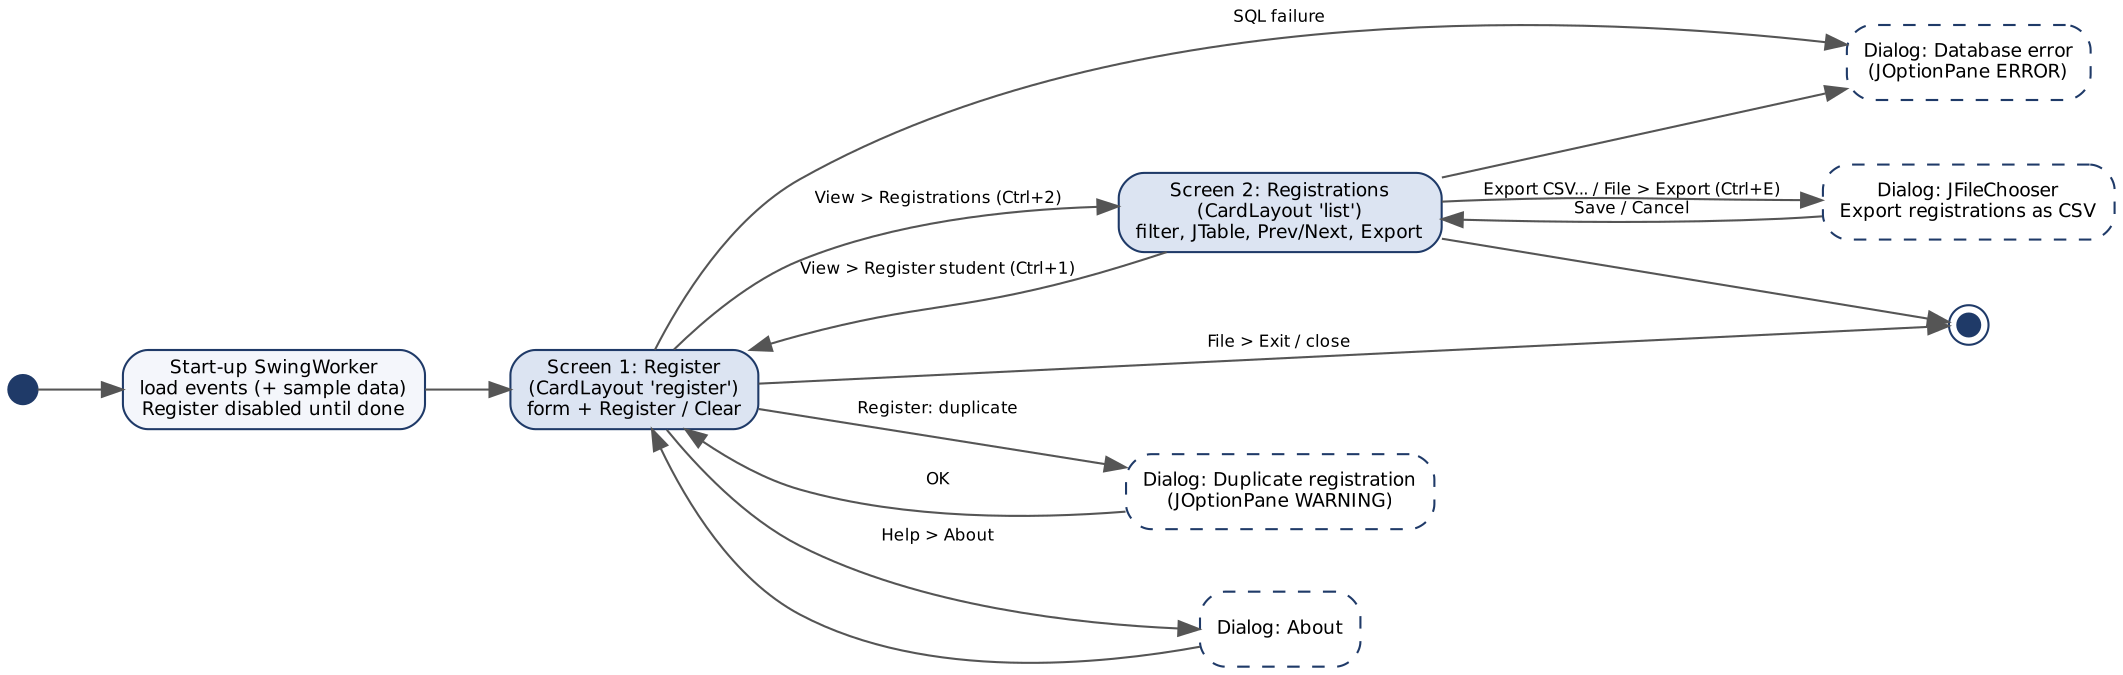 SQL failure
Dialog: Database error
(JOptionPane ERROR)
View > Registrations (Ctrl+2)
Screen 2: Registrations
(CardLayout 'list')
filter, JTable, Prev/Next, Export
Export CSV... / File > Export (Ctrl+E)
Save / Cancel
Dialog: JFileChooser
Export registrations as CSV
View > Register student (Ctrl+1)
Start-up SwingWorker
load events (+ sample data)
Register disabled until done
Screen 1: Register
(CardLayout 'register')
form + Register / Clear
File > Exit / close
Register: duplicate
OK
Dialog: Duplicate registration
(JOptionPane WARNING)
Help > About
Dialog: About